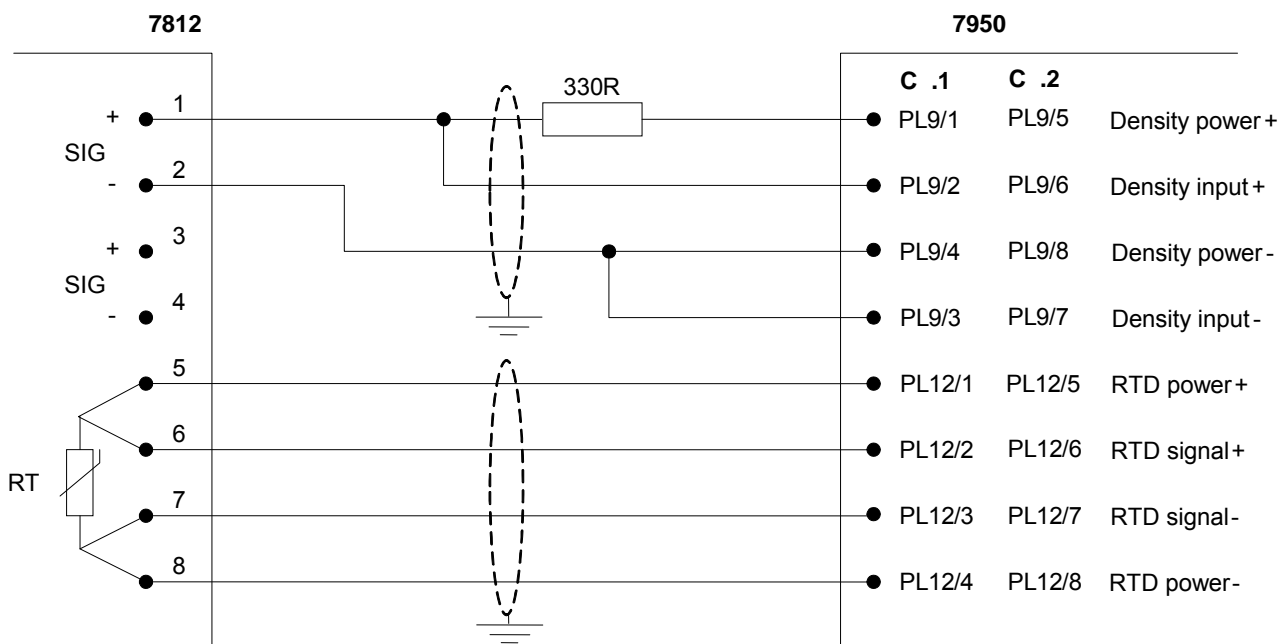 7812 7950
C .1 C .2
330R
+ 1 PL9/1 PL9/5 Density power+
SIG
- 2 PL9/2 PL9/6 Density input+
+ 3 PL9/4 PL9/8 Density power-
SIG
- 4 PL9/3 PL9/7 Density input-
5 PL12/1 PL12/5 RTD power+
6 PL12/2 PL12/6 RTD signal+
RT
7 PL12/3 PL12/7 RTD signal-
8 PL12/4 PL12/8 RTD power-